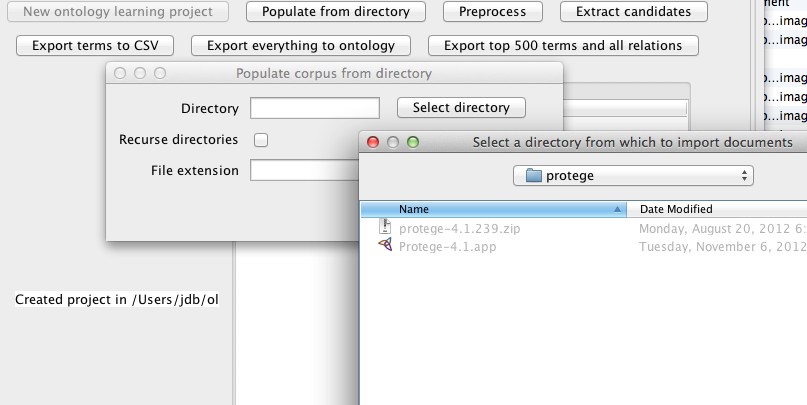 New ontology learning project
Populate from directory
Preprocess
Extract candidates
Export terms to CSV
Export everything to ontology
Export top 500 terms and all relations
Populate corpus from directory
Directory
Select directory
Recurse directories
File extension
Select a directory from which to import documents
protege
Name
Date Modified
protege-4.1.239.zip
Monday, August 20, 2012 6:
Protege-4.1.app
Tuesday, November 6, 2012
Created project in /Users/jdb/ol
ment
o...imag
o...imag
o...imag
o...imag
o...imag